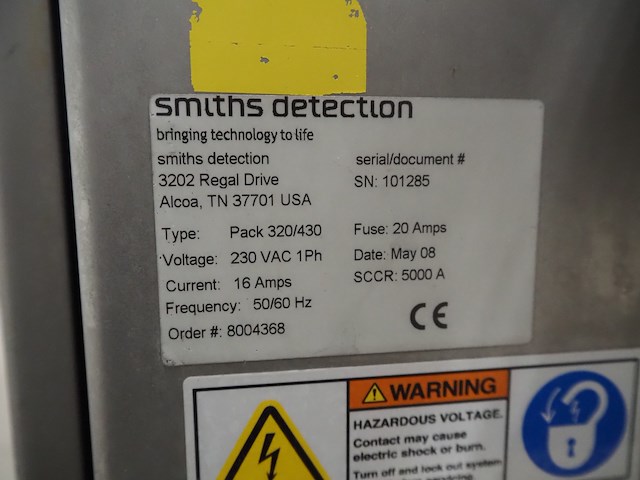 smiths detection
bringing technology to life
smiths detection
3202 Regal Drive
Alcoa, TN 37701 USA
serial/document #
SN: 101285
Type: Pack 320/430
Voltage: 230 VAC 1Ph
Current: 16 Amps
Frequency: 50/60 Hz
Order #: 8004368
Fuse: 20 Amps
Date: May 08
SCCR: 5000 A
CE
WARNING
HAZARDOUS VOLTAGE.
Contact may cause
electric shock or burn.
Turn off and lock out system